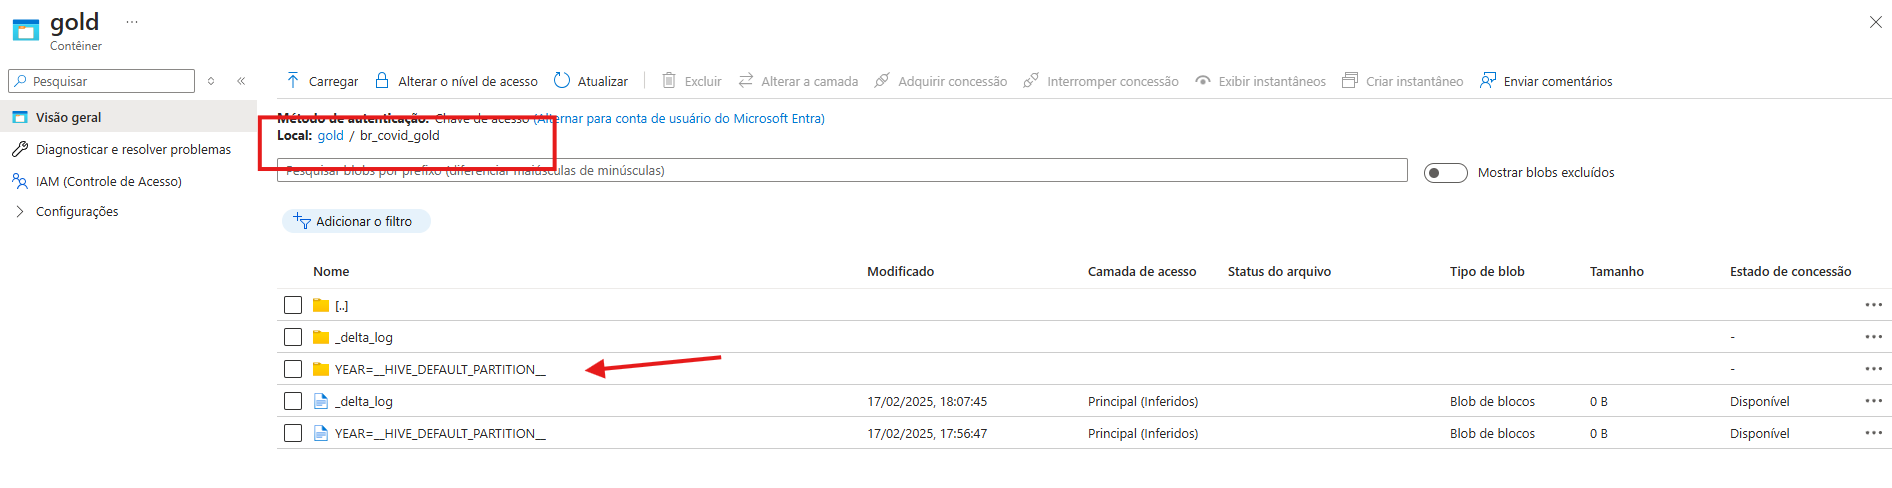 gold ...
Contêiner
Pesquisar
Visão geral
Diagnosticar e resolver problemas
IAM (Controle de Acesso)
Configurações
Carregar Alterar o nível de acesso Atualizar Excluir Alterar a camada Adquirir concessão Interromper concessão Exibir instantâneos Criar instantâneo Enviar comentários
Método de autenticação: Chave de acesso (Alternar para conta de usuário do Microsoft Entra)
Local: gold / br_covid_gold
Pesquisar blobs por prefixo (diferenciar maiúsculas de minúsculas)
Mostrar blobs excluídos
Adicionar o filtro
Nome Modificado Camada de acesso Status do arquivo Tipo de blob Tamanho Estado de concessão
[..]
_delta_log -
YEAR=__HIVE_DEFAULT_PARTITION__ -
_delta_log 17/02/2025, 18:07:45 Principal (Inferidos) Blob de blocos 0 B Disponível
YEAR=__HIVE_DEFAULT_PARTITION__ 17/02/2025, 17:56:47 Principal (Inferidos) Blob de blocos 0 B Disponível